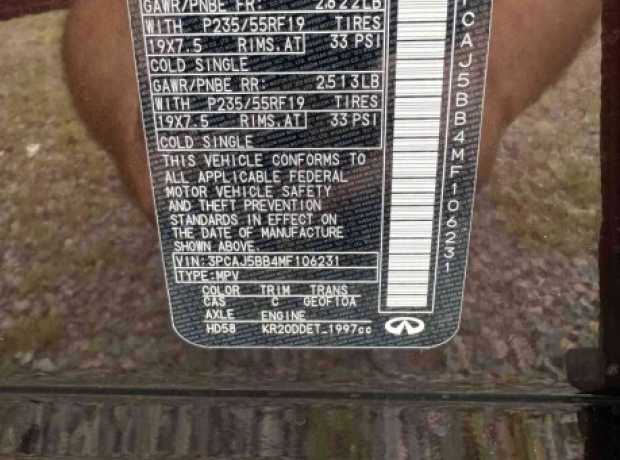 GAWR/PNBE FR: 2822LB
WITH P235/55RF19 TIRES
19X7.5 RIMS.AT 33 PSI
COLD SINGLE
GAWR/PNBE RR: 2513LB
WITH P235/55RF19 TIRES
19X7.5 RIMS.AT 33 PSI
COLD SINGLE
THIS VEHICLE CONFORMS TO
ALL APPLICABLE FEDERAL
MOTOR VEHICLE SAFETY
AND THEFT PREVENTION
STANDARDS IN EFFECT ON
THE DATE OF MANUFACTURE
SHOWN ABOVE.
VIN:3PCAJ5BB4MF106231
TYPE:MPV
COLOR TRIM TRANS
CAS C GE0F10A
AXLE ENGINE
HD58 KR20DDET_1997cc
PCAJ5BB4MF106231